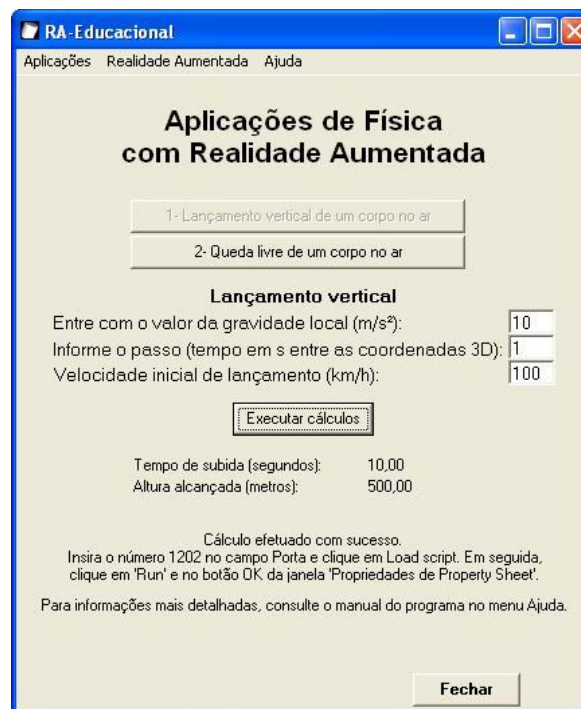 RA-Educacional
Aplicações Realidade Aumentada Ajuda
Aplicações de Física
com Realidade Aumentada
1- Lançamento vertical de um corpo no ar
2- Queda livre de um corpo no ar
Lançamento vertical
Entre com o valor da gravidade local (m/s²): 10
Informe o passo (tempo em s entre as coordenadas 3D): 1
Velocidade inicial de lançamento (km/h): 100
Executar cálculos
Tempo de subida (segundos): 10,00
Altura alcançada (metros): 500,00
Cálculo efetuado com sucesso.
Insira o número 1202 no campo Porta e clique em Load script. Em seguida,
clique em 'Run' e no botão OK da janela 'Propriedades de Property Sheet'.
Para informações mais detalhadas, consulte o manual do programa no menu Ajuda.
Fechar